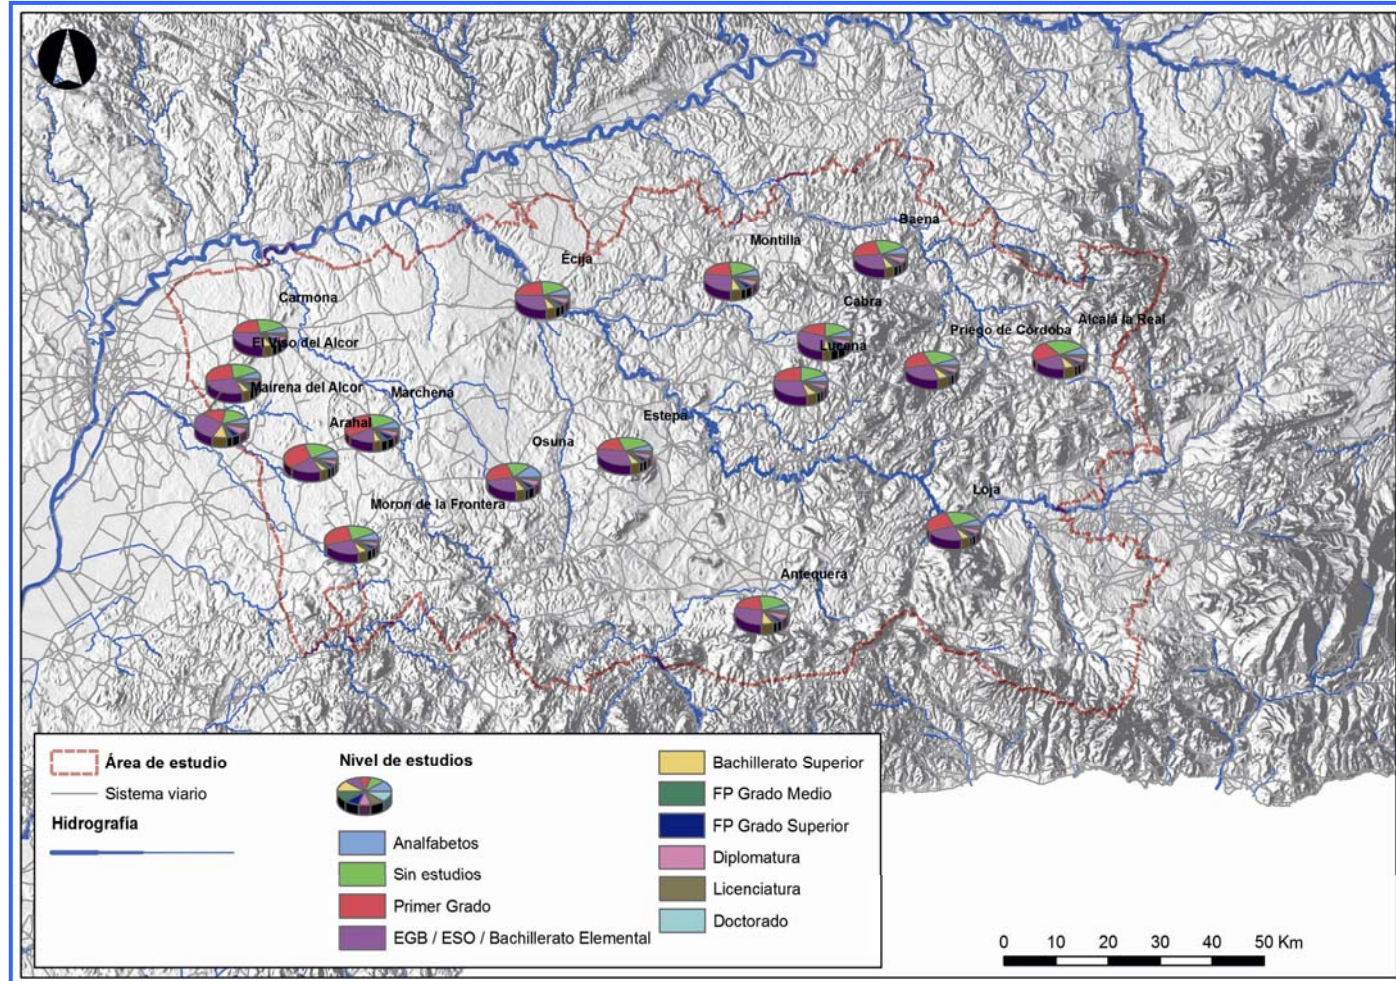 Baena
Montilla
Écija
Carmona
Cabra
Alcalá la Real
Priego de Córdoba
El Viso del Alcor
Lucena
Mairena del Alcor
Marchena
Estepa
Arahal
Osuna
Loja
Moron de la Frontera
Antequera
Área de estudio
Sistema viario
Hidrografía
Nivel de estudios
Analfabetos
Sin estudios
Primer Grado
EGB / ESO / Bachillerato Elemental
Bachillerato Superior
FP Grado Medio
FP Grado Superior
Diplomatura
Licenciatura
Doctorado
0 10 20 30 40 50 Km